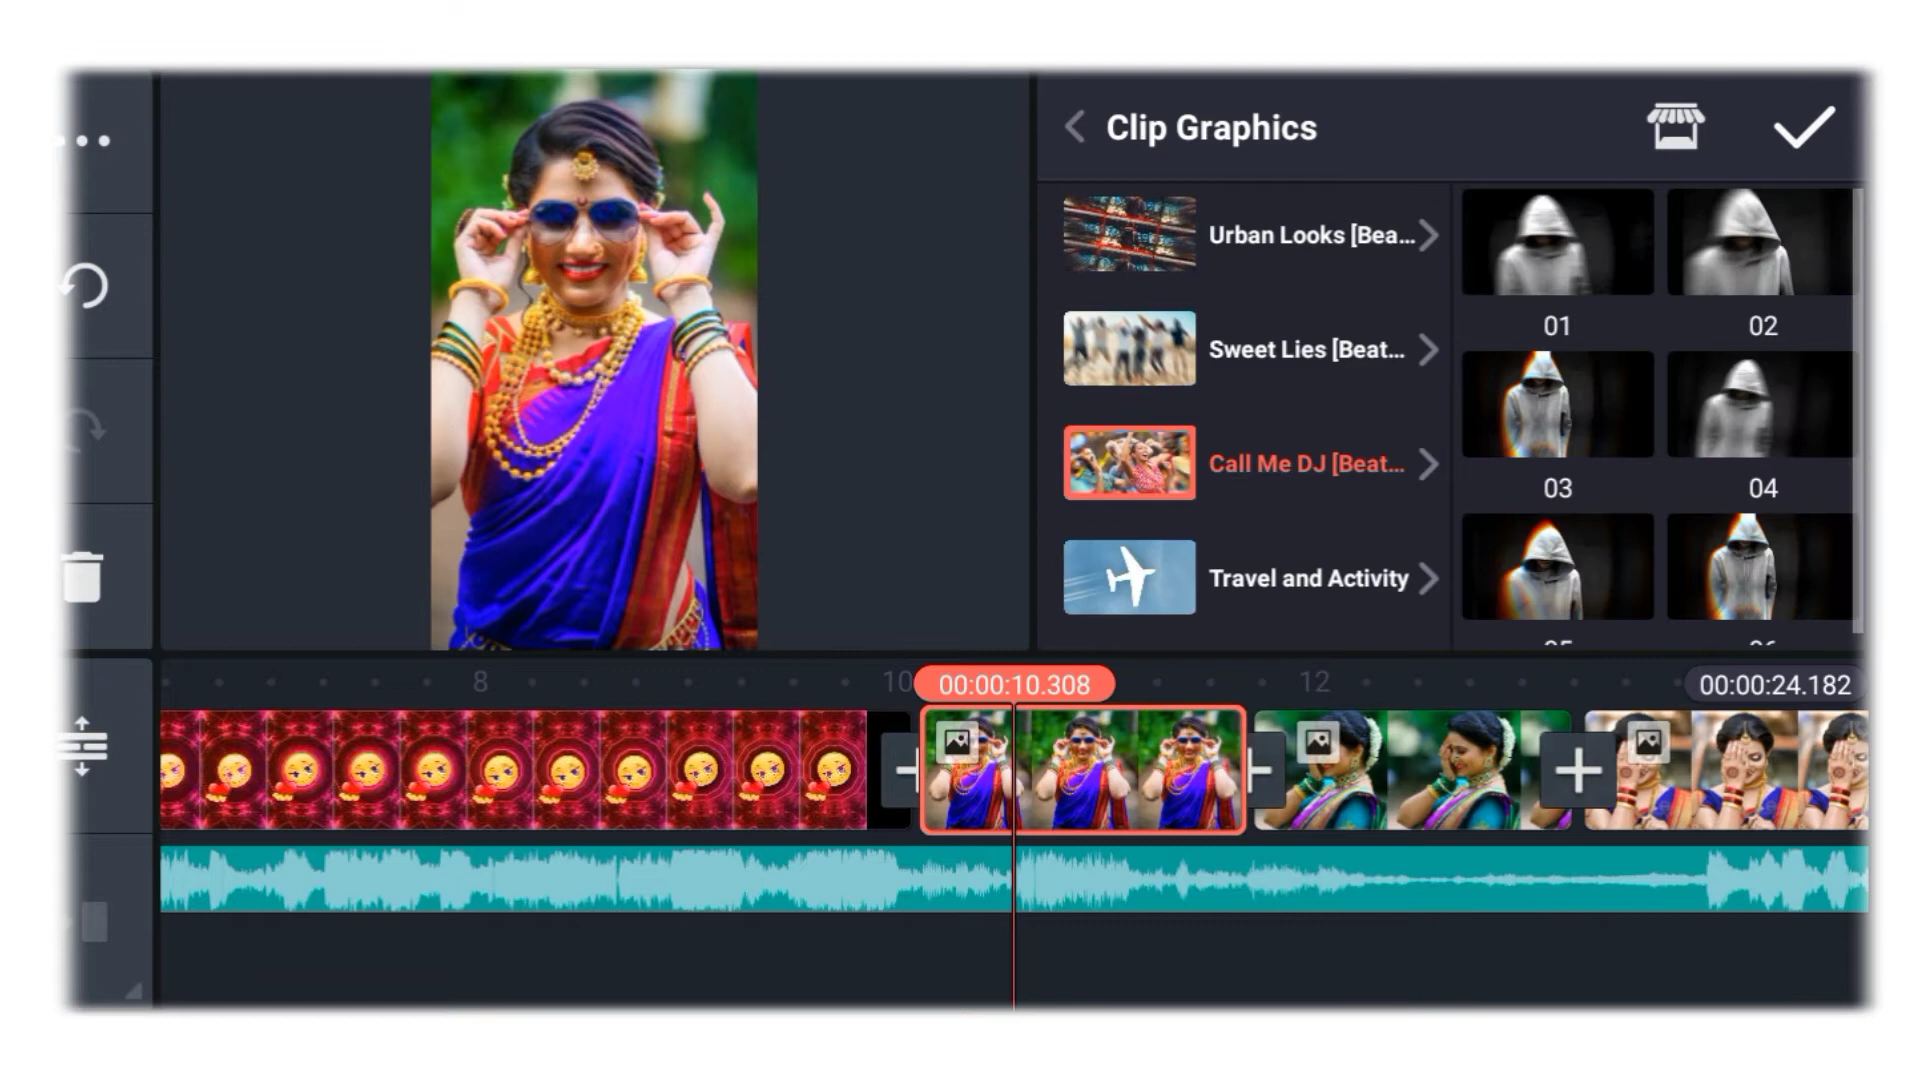 Clip Graphics
Urban Looks [Bea...
Sweet Lies [Beat...
Call Me DJ [Beat...
Travel and Activity
01
02
03
04
8
10
00:00:10.308
12
00:00:24.182